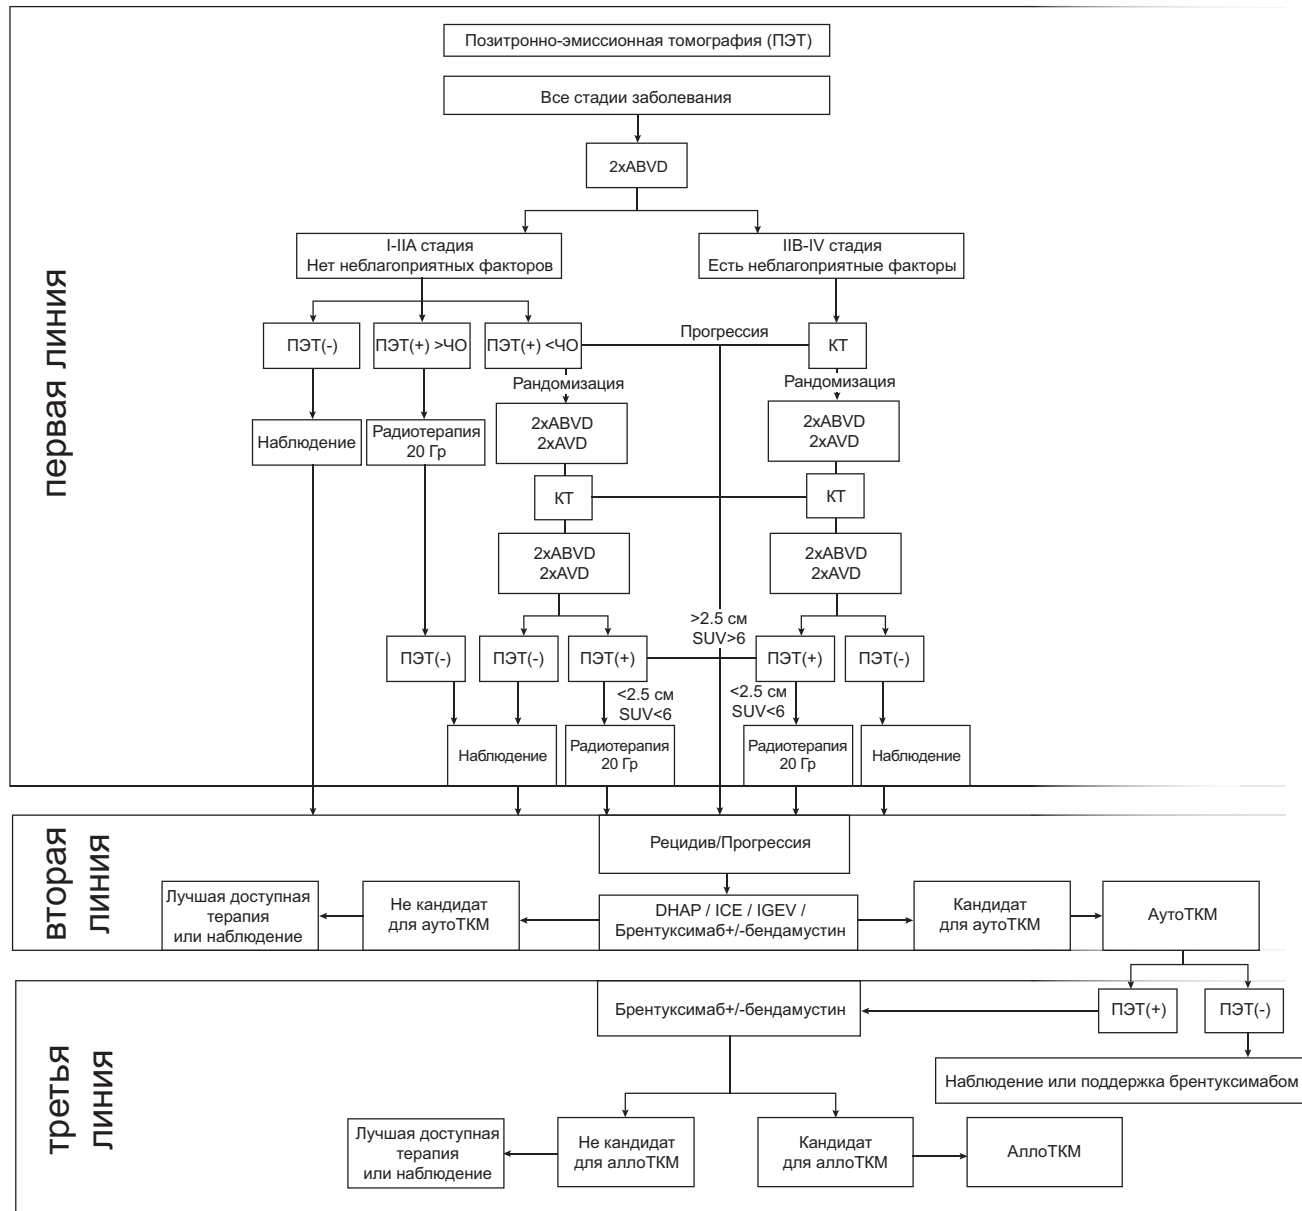 Позитронно-эмиссионная томография (ПЭТ)
Все стадии заболевания
2xABVD
I-IIA стадия
Нет неблагоприятных факторов
IIB-IV стадия
Есть неблагоприятные факторы
первая линия
ПЭТ(-)
ПЭТ(+) >ЧО
ПЭТ(+) <ЧО
Прогрессия
КТ
Рандомизация
Рандомизация
Наблюдение
Радиотерапия
20 Гр
2xABVD
2xAVD
2xABVD
2xAVD
КТ
КТ
2xABVD
2xAVD
2xABVD
2xAVD
>2.5 см
SUV>6
ПЭТ(-)
ПЭТ(-)
ПЭТ(+)
ПЭТ(+)
ПЭТ(-)
<2.5 см
SUV<6
<2.5 см
SUV<6
Наблюдение
Радиотерапия
20 Гр
Радиотерапия
20 Гр
Наблюдение
вторая
линия
Рецидив/Прогрессия
Лучшая доступная
терапия
или наблюдение
Не кандидат
для аутоТКМ
DHAP / ICE / IGEV /
Брентуксимаб+/-бендамустин
Кандидат
для аутоТКМ
АутоТКМ
третья
линия
Брентуксимаб+/-бендамустин
ПЭТ(+)
ПЭТ(-)
Наблюдение или поддержка брентуксимабом
Лучшая доступная
терапия
или наблюдение
Не кандидат
для аллоТКМ
Кандидат
для аллоТКМ
АллоТКМ